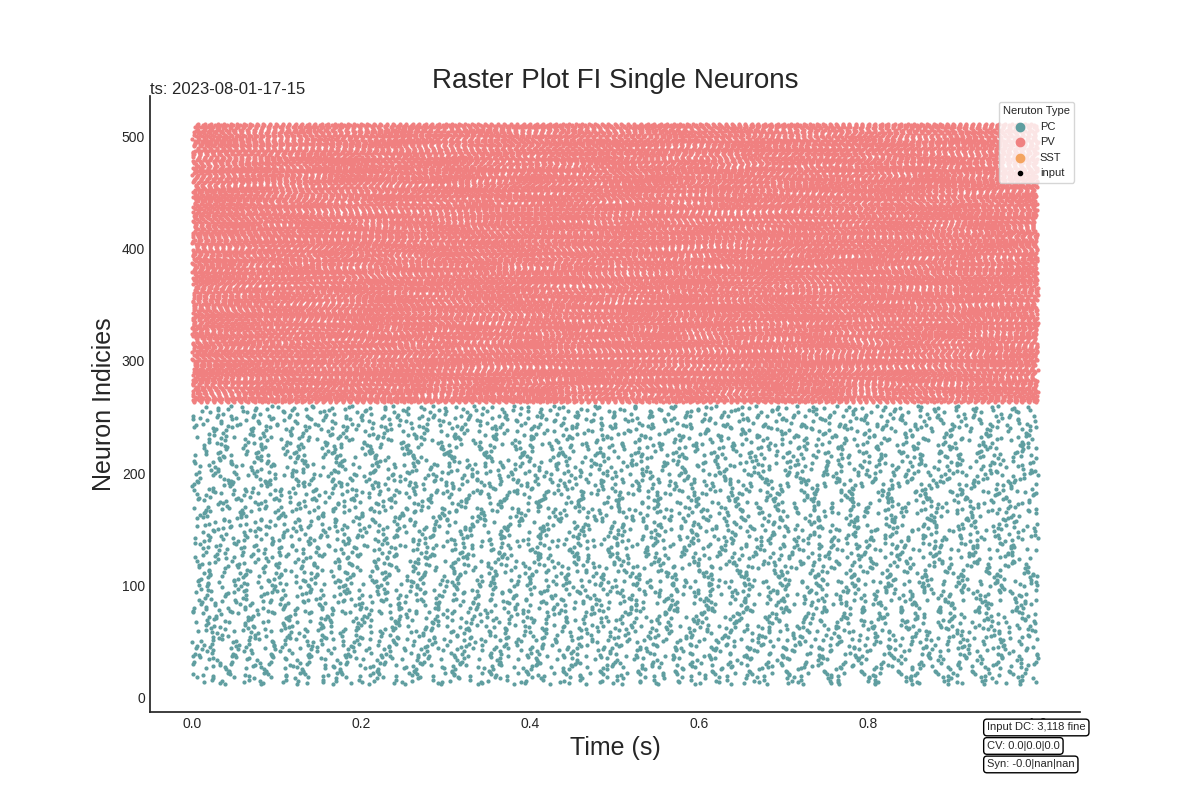 Raster Plot FI Single Neurons
ts: 2023-08-01-17-15
Neruton Type
PC
PV
SST
input
Neuron Indicies
500
400
300
200
100
0
0.0 0.2 0.4 0.6 0.8
Time (s)
Input DC: 3,118 fine
CV: 0.0|0.0|0.0
Syn: -0.0|nan|nan